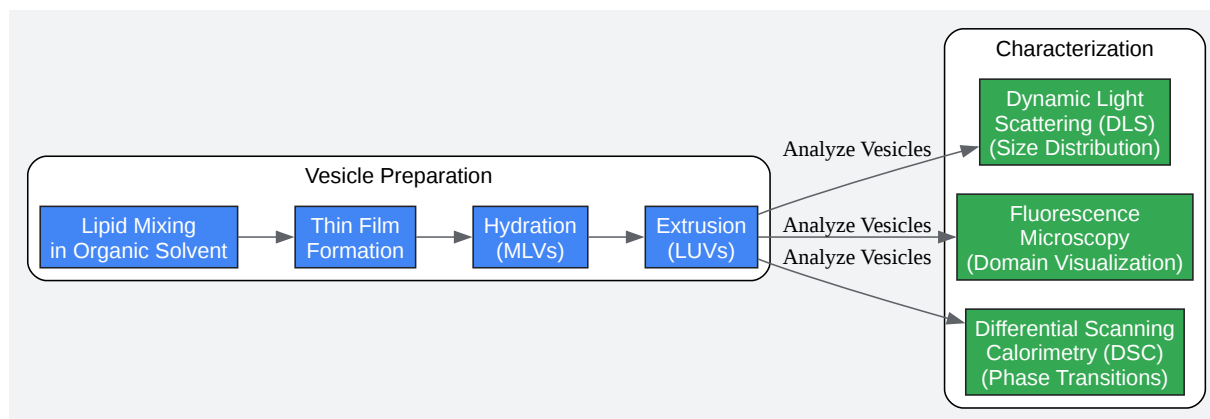 Vesicle Preparation
Lipid Mixing
in Organic Solvent
Thin Film
Formation
Hydration
(MLVs)
Extrusion
(LUVs)
Analyze Vesicles
Analyze Vesicles
Analyze Vesicles
Characterization
Dynamic Light
Scattering (DLS)
(Size Distribution)
Fluorescence
Microscopy
(Domain Visualization)
Differential Scanning
Calorimetry (DSC)
(Phase Transitions)